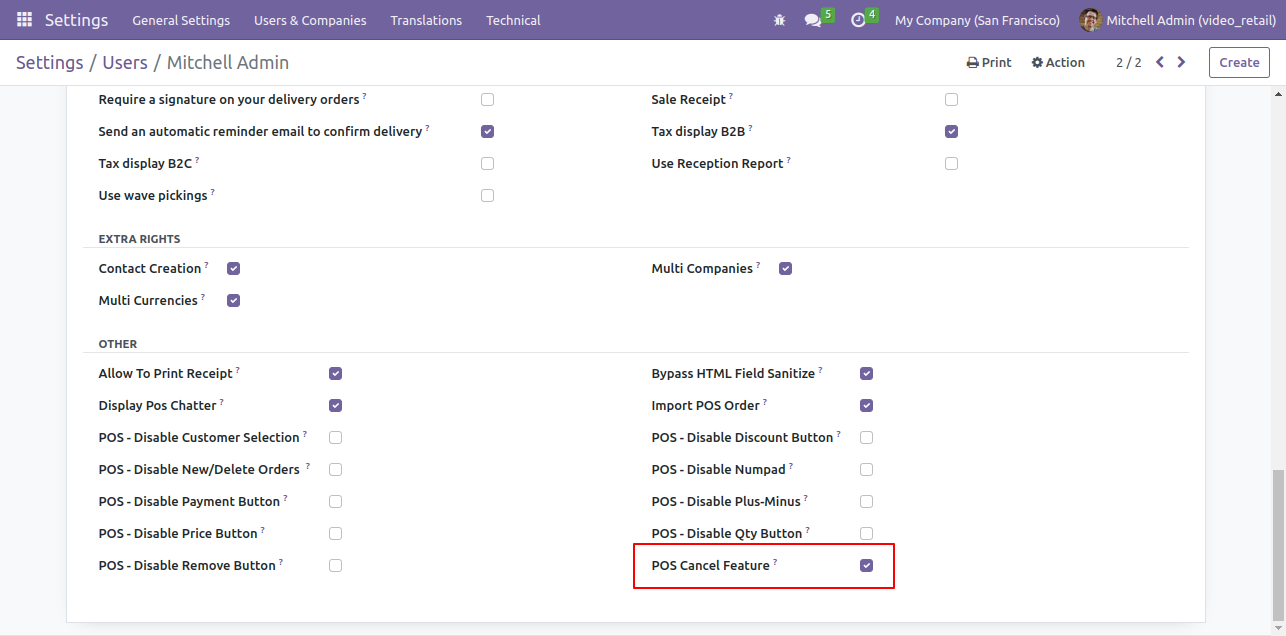 Settings General Settings Users & Companies Translations Technical 5 4 My Company (San Francisco) Mitchell Admin (video_retail)
Settings / Users / Mitchell Admin Print Action 2 / 2 Create
Require a signature on your delivery orders ? Sale Receipt ?
Send an automatic reminder email to confirm delivery ? Tax display B2B ?
Tax display B2C ? Use Reception Report ?
Use wave pickings ?
EXTRA RIGHTS
Contact Creation ? Multi Companies ?
Multi Currencies ?
OTHER
Allow To Print Receipt ? Bypass HTML Field Sanitize ?
Display Pos Chatter ? Import POS Order ?
POS - Disable Customer Selection ? POS - Disable Discount Button ?
POS - Disable New/Delete Orders ? POS - Disable Numpad ?
POS - Disable Payment Button ? POS - Disable Plus-Minus ?
POS - Disable Price Button ? POS - Disable Qty Button ?
POS - Disable Remove Button ? POS Cancel Feature ?